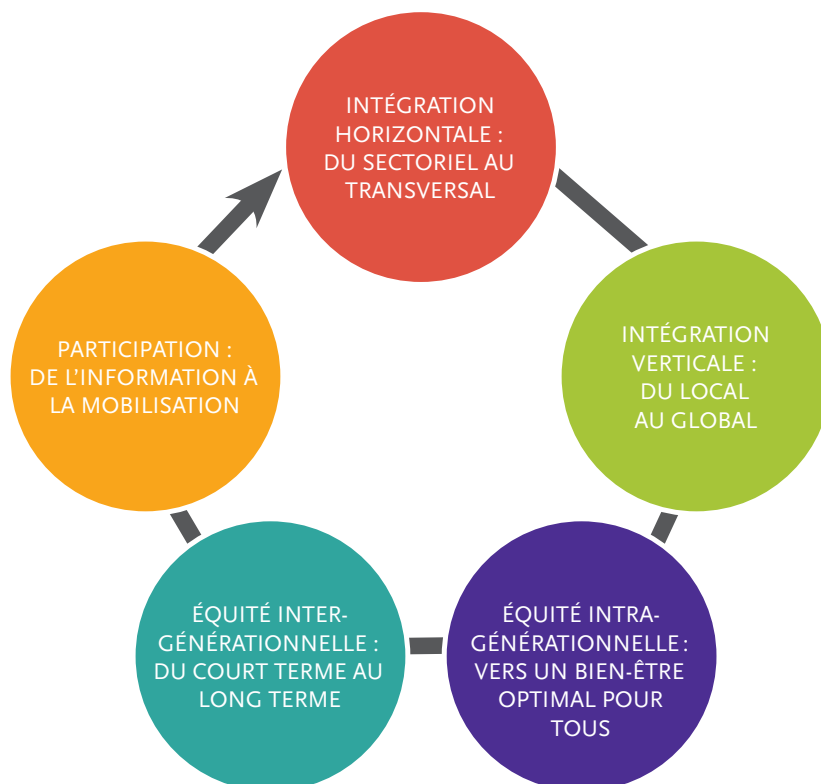 INTÉGRATION
HORIZONTALE :
DU SECTORIEL AU
TRANSVERSAL
INTÉGRATION
VERTICALE :
DU LOCAL
AU GLOBAL
ÉQUITÉ INTRA-
GÉNÉRATIONNELLE :
VERS UN BIEN-ÊTRE
OPTIMAL POUR
TOUS
ÉQUITÉ INTER-
GÉNÉRATIONNELLE :
DU COURT TERME AU
LONG TERME
PARTICIPATION :
DE L’INFORMATION À
LA MOBILISATION